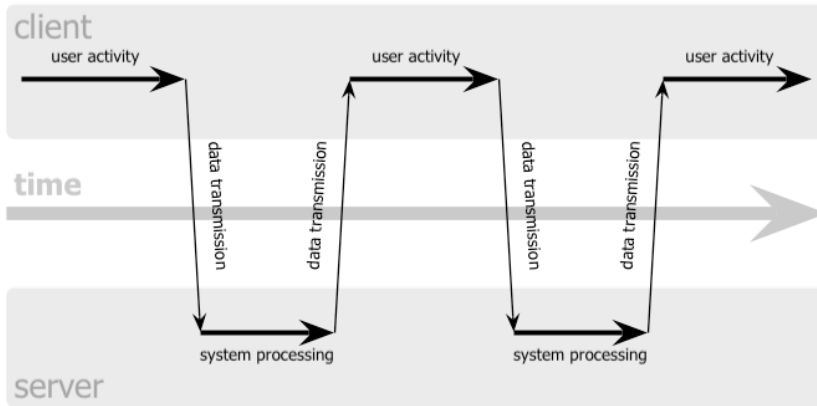 client
user activity
user activity
user activity
data transmission
data transmission
data transmission
data transmission
time
system processing
system processing
server